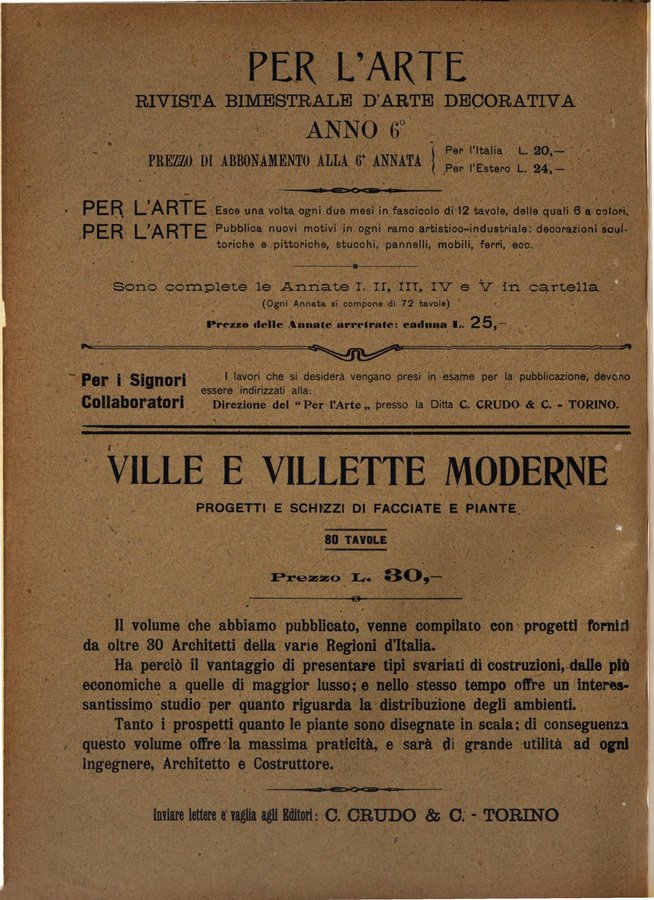 PER L'ARTE
RIVISTA BIMESTRALE D'ARTE DECORATIVA
ANNO 6°
PREZZO DI ABBONAMENTO ALLA 6ª ANNATA
Per l'Italia L. 20,—
Per l'Estero L. 24,—
PER L'ARTE Esce una volta ogni due mesi in fascicolo di 12 tavole, delle quali 6 a colori.
PER L'ARTE Pubblica nuovi motivi in ogni ramo artistico-industriale: decorazioni scul-
toriche e pittoriche, stucchi, pannelli, mobili, ferri, ecc.
Sono complete le Annate I. II, III, IV e V in cartella
(Ogni Annata si compone di 72 tavole)
Prezzo delle Annate arretrate: caduna L. 25,—
Per i Signori
Collaboratori
I lavori che si desidera vengano presi in esame per la pubblicazione, devono
essere indirizzati alla:
Direzione del "Per l'Arte„ presso la Ditta C. CRUDO & C. - TORINO.
VILLE E VILLETTE MODERNE
PROGETTI E SCHIZZI DI FACCIATE E PIANTE
80 TAVOLE
Prezzo L. 30,—
Il volume che abbiamo pubblicato, venne compilato con progetti forniti
da oltre 30 Architetti della varie Regioni d'Italia.
Ha perciò il vantaggio di presentare tipi svariati di costruzioni, dalle più
economiche a quelle di maggior lusso; e nello stesso tempo offre un interes-
santissimo studio per quanto riguarda la distribuzione degli ambienti.
Tanto i prospetti quanto le piante sono disegnate in scala; di conseguenza
questo volume offre la massima praticità, e sarà di grande utilità ad ogni
Ingegnere, Architetto e Costruttore.
Inviare lettere e vaglia agli Editori: C. CRUDO & C. - TORINO